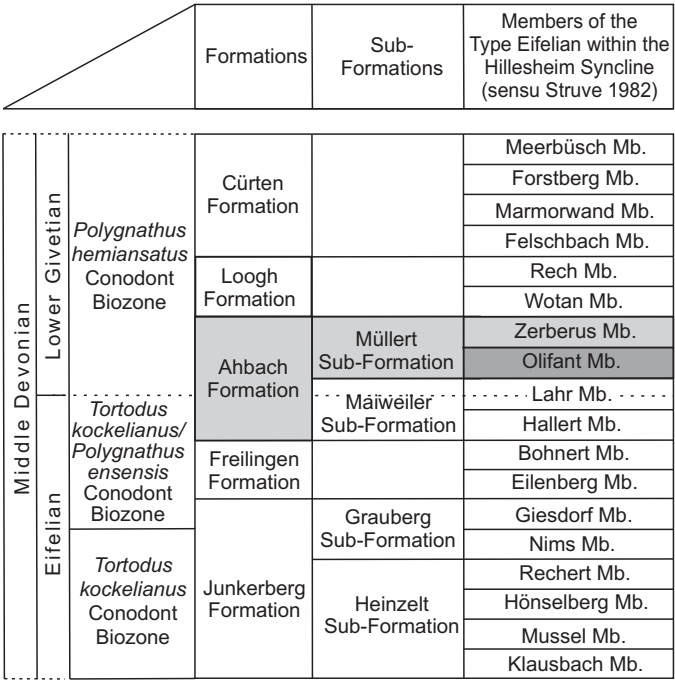 Formations
Sub-
Formations
Members of the
Type Eifelian within the
Hillesheim Syncline
(sensu Struve 1982)
Middle Devonian
Lower Givetian
Eifelian
Polygnathus
hemiansatus
Conodont
Biozone
Tortodus
kockelianus/
Polygnathus
ensensis
Conodont
Biozone
Tortodus
kockelianus
Conodont
Biozone
Cürten
Formation
Loogh
Formation
Ahbach
Formation
Freilingen
Formation
Junkerberg
Formation
Müllert
Sub-Formation
Maiweiler
Sub-Formation
Grauberg
Sub-Formation
Heinzelt
Sub-Formation
Meerbüsch Mb.
Forstberg Mb.
Marmorwand Mb.
Felschbach Mb.
Rech Mb.
Wotan Mb.
Zerberus Mb.
Olifant Mb.
Lahr Mb.
Hallert Mb.
Bohnert Mb.
Eilenberg Mb.
Giesdorf Mb.
Nims Mb.
Rechert Mb.
Hönselberg Mb.
Mussel Mb.
Klausbach Mb.